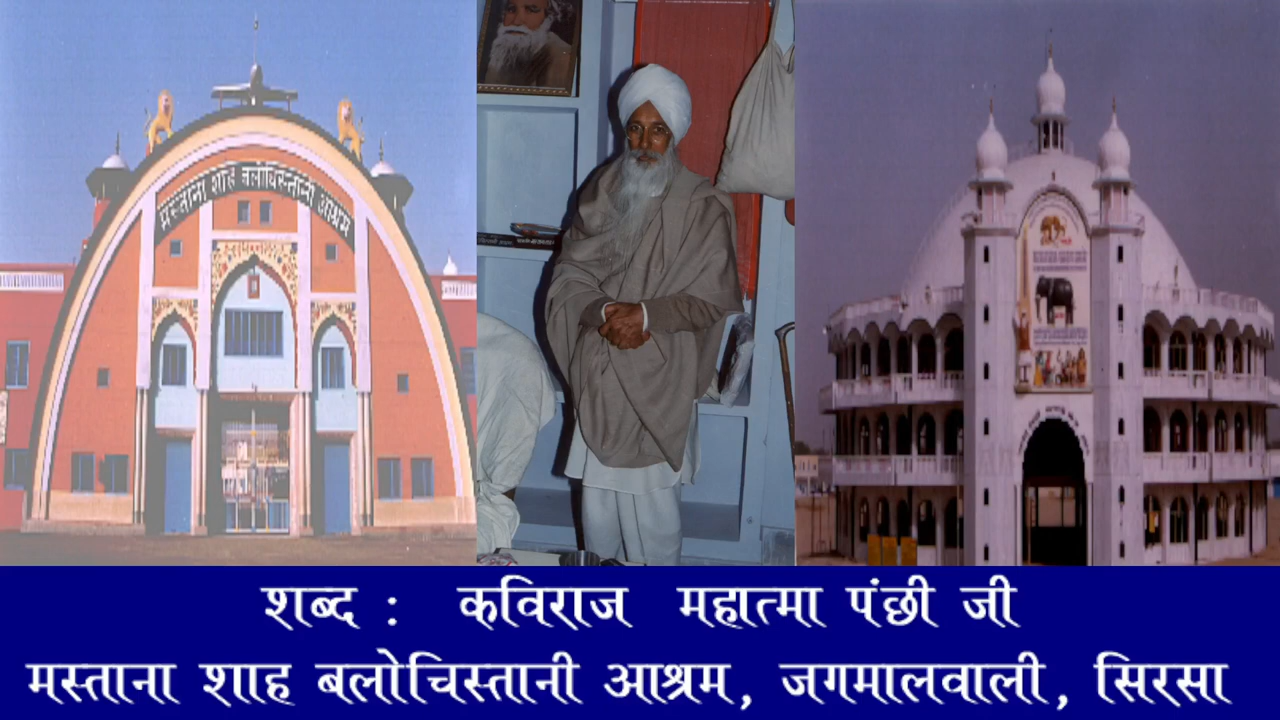 मस्ताना शाह बलोचिस्तानी आश्रम
शब्द : कविराज महात्मा पंछी जी
मस्ताना शाह बलोचिस्तानी आश्रम, जगमालवाली, सिरसा